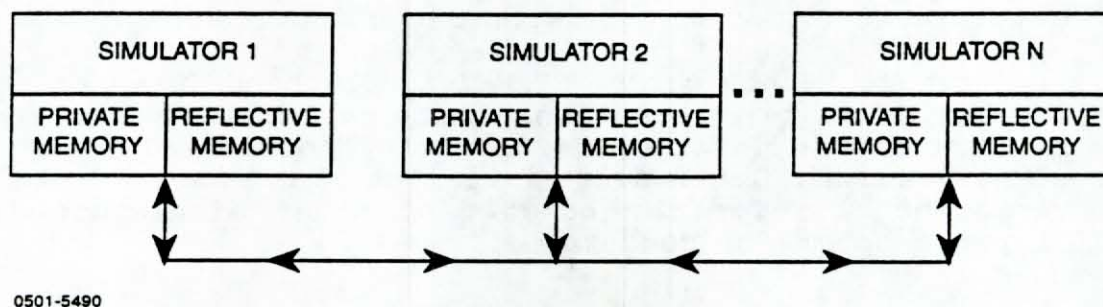 SIMULATOR 1
PRIVATE MEMORY
REFLECTIVE MEMORY
SIMULATOR 2
PRIVATE MEMORY
REFLECTIVE MEMORY
SIMULATOR N
PRIVATE MEMORY
REFLECTIVE MEMORY
0501-5490